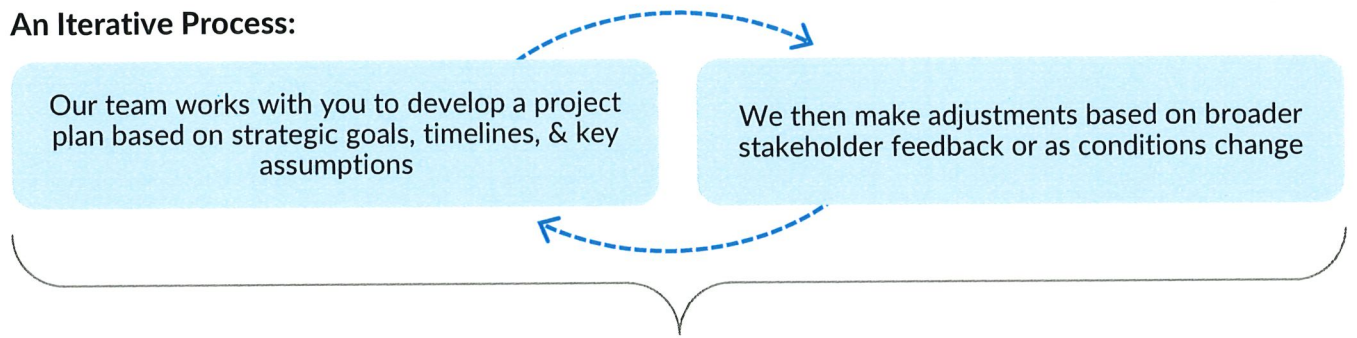 An Iterative Process:
Our team works with you to develop a project
plan based on strategic goals, timelines, & key
assumptions
We then make adjustments based on broader
stakeholder feedback or as conditions change